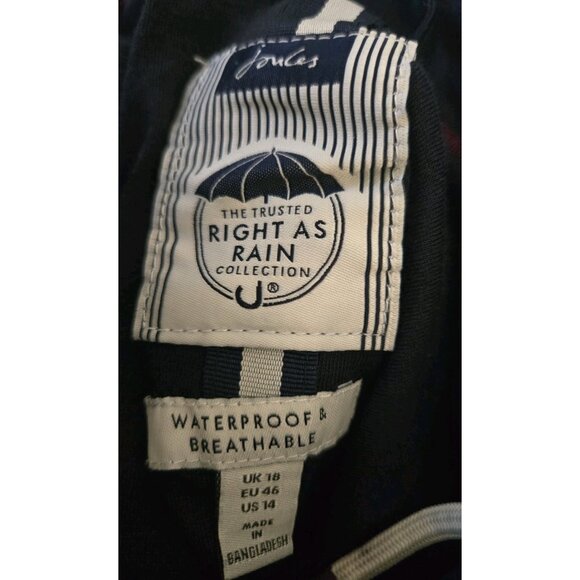 Joules
THE TRUSTED
RIGHT AS
RAIN
COLLECTION
®
WATERPROOF &
BREATHABLE
UK 18
EU 46
US 14
MADE
IN
BANGLADESH